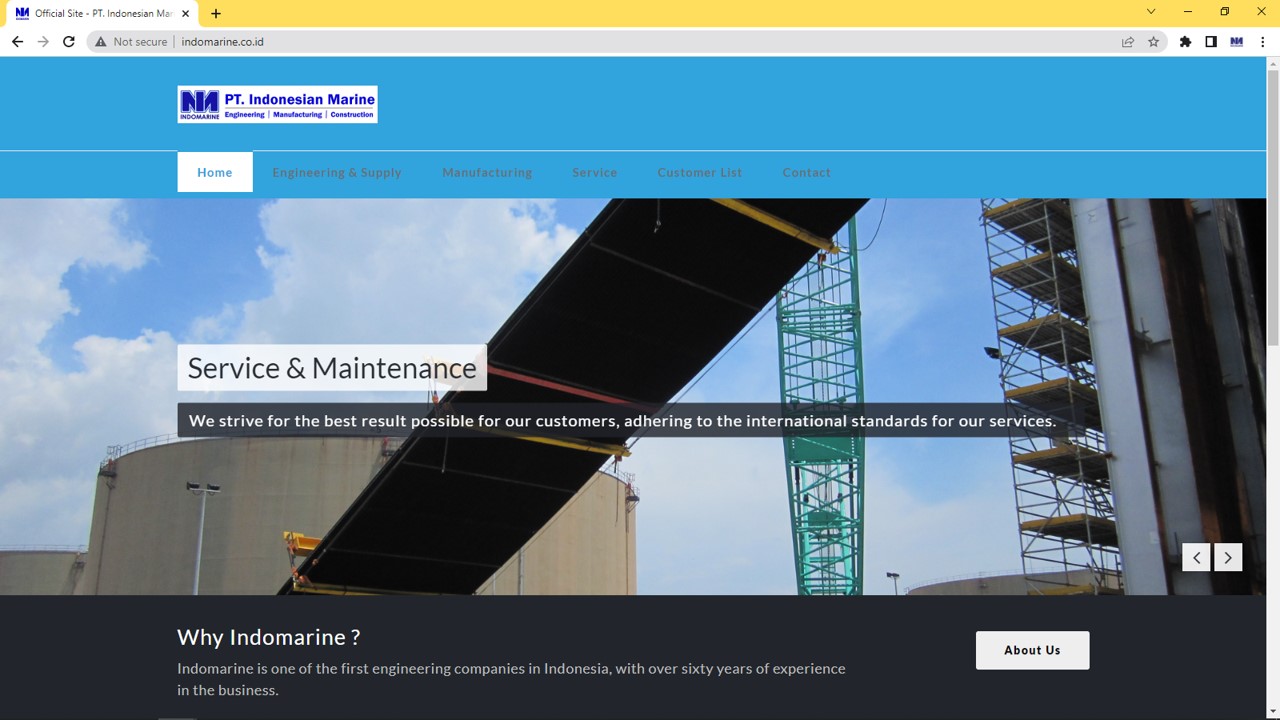 Official Site - PT. Indonesian Mar
Not secure
indomarine.co.id
PT. Indonesian Marine
INDOMARINE
Engineering | Manufacturing | Construction
Home
Engineering & Supply
Manufacturing
Service
Customer List
Contact
Service & Maintenance
We strive for the best result possible for our customers, adhering to the international standards for our services.
Why Indomarine ?
Indomarine is one of the first engineering companies in Indonesia, with over sixty years of experience
in the business.
About Us